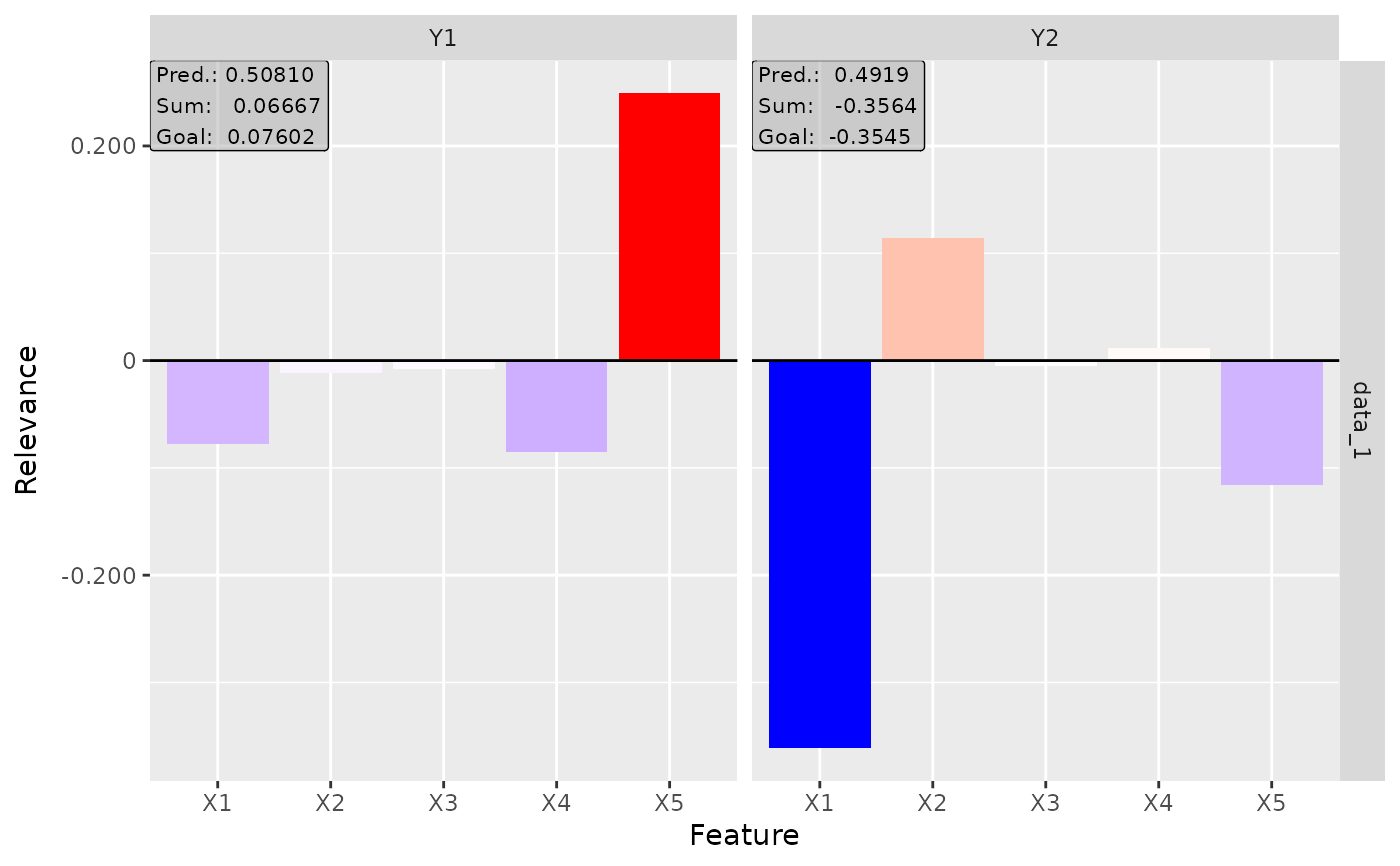 Y1
Y2
Pred.: 0.50810
Sum: 0.06667
Goal: 0.07602
Pred.: 0.4919
Sum: -0.3564
Goal: -0.3545
0.200
0
-0.200
Relevance
data_1
X1 X2 X3 X4 X5
X1 X2 X3 X4 X5
Feature